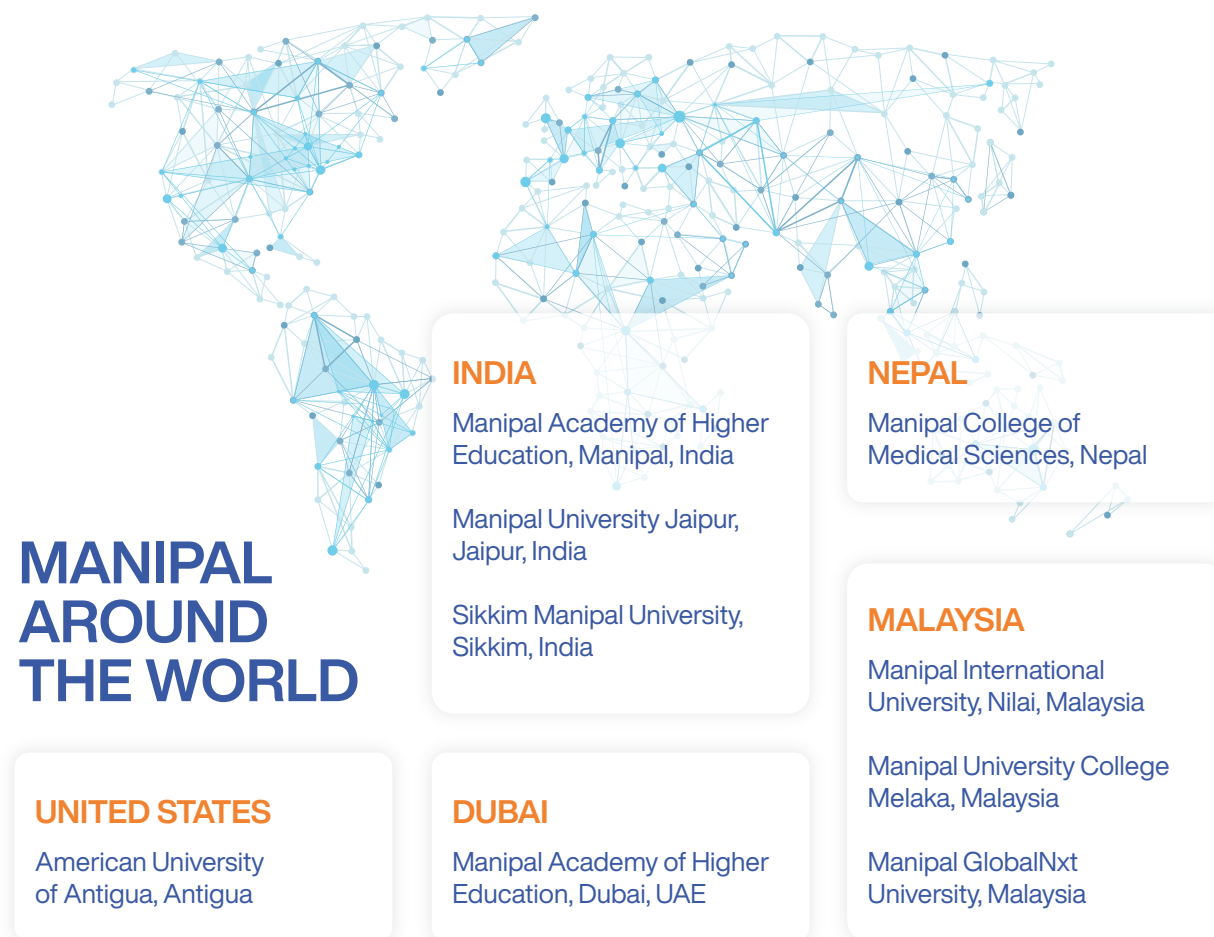 MANIPAL
AROUND
THE WORLD
INDIA
Manipal Academy of Higher
Education, Manipal, India
Manipal University Jaipur,
Jaipur, India
Sikkim Manipal University,
Sikkim, India
NEPAL
Manipal College of
Medical Sciences, Nepal
MALAYSIA
Manipal International
University, Nilai, Malaysia
Manipal University College
Melaka, Malaysia
Manipal GlobalNxt
University, Malaysia
UNITED STATES
American University
of Antigua, Antigua
DUBAI
Manipal Academy of Higher
Education, Dubai, UAE